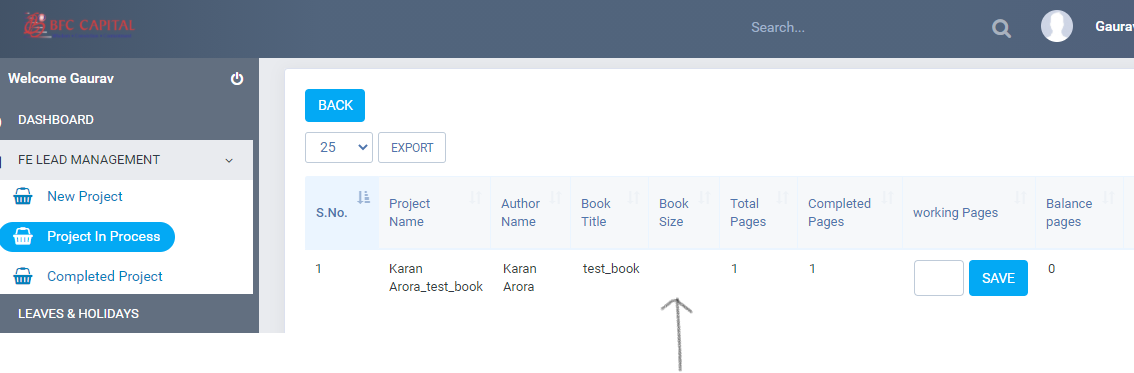 BFC CAPITAL
Search...
Gaurav
Welcome Gaurav
DASHBOARD
FE LEAD MANAGEMENT
New Project
Project In Process
Completed Project
LEAVES & HOLIDAYS
BACK
25
EXPORT
S.No.
Project
Name
Author
Name
Book
Title
Book
Size
Total
Pages
Completed
Pages
working Pages
Balance
pages
1
Karan
Arora_test_book
Karan
Arora
test_book
1
1
SAVE
0